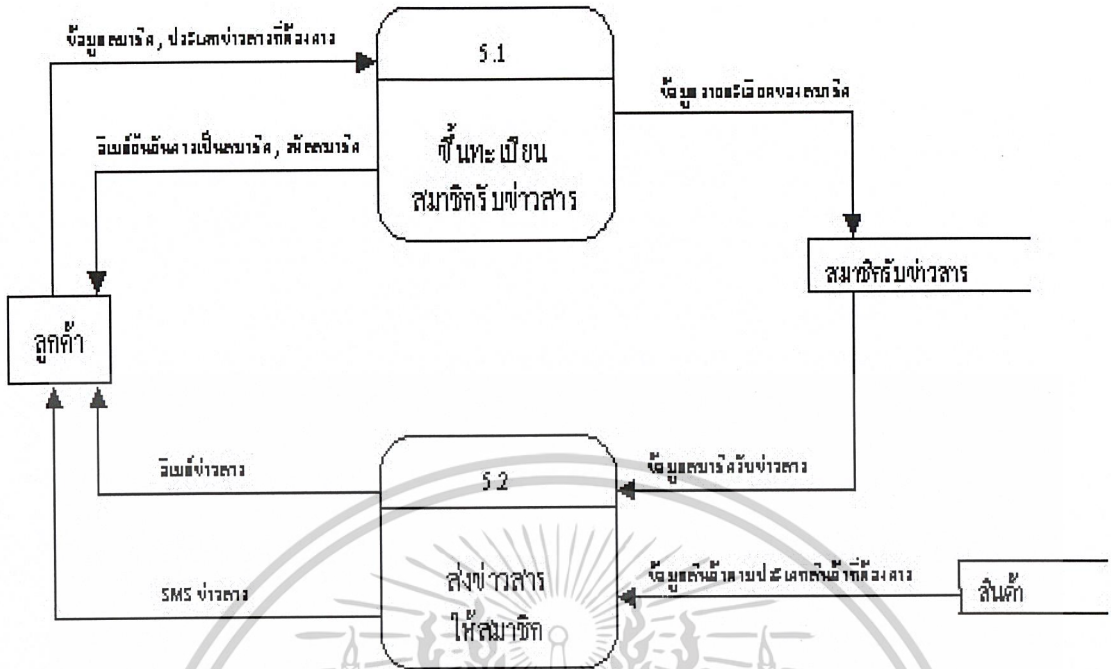 ข้อมูลสมาชิก, ประเภทข่าวสารที่ต้องการ
5.1
ข้อมูลรายละเอียดของสมาชิก
อีเมล์ยืนยันการเป็นสมาชิก, รหัสสมาชิก
ขึ้นทะเบียน
สมาชิกรับข่าวสาร
สมาชิกรับข่าวสาร
ลูกค้า
อีเมล์ข่าวสาร
5.2
ข้อมูลสมาชิกรับข่าวสาร
ส่งข่าวสาร
ให้สมาชิก
ข้อมูลสินค้าตามประเภทสินค้าที่ต้องการ
สินค้า
SMS ข่าวสาร